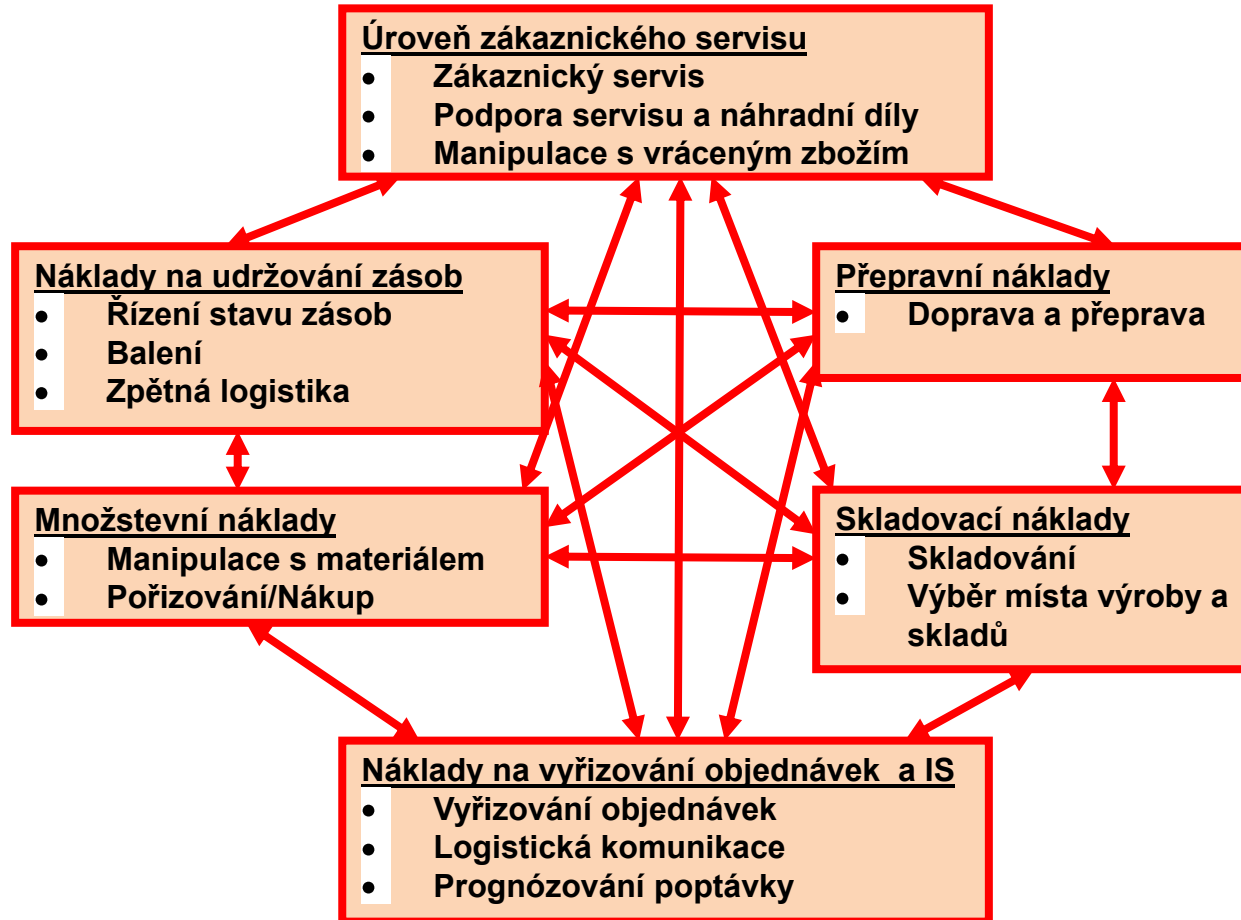 Úroveň zákaznického servisu
• Zákaznický servis
• Podpora servisu a náhradní díly
• Manipulace s vráceným zbožím
Náklady na udržování zásob
• Řízení stavu zásob
• Balení
• Zpětná logistika
Přepravní náklady
• Doprava a přeprava
Množstevní náklady
• Manipulace s materiálem
• Pořizování/Nákup
Skladovací náklady
• Skladování
• Výběr místa výroby a
skladů
Náklady na vyřizování objednávek a IS
• Vyřizování objednávek
• Logistická komunikace
• Prognózování poptávky